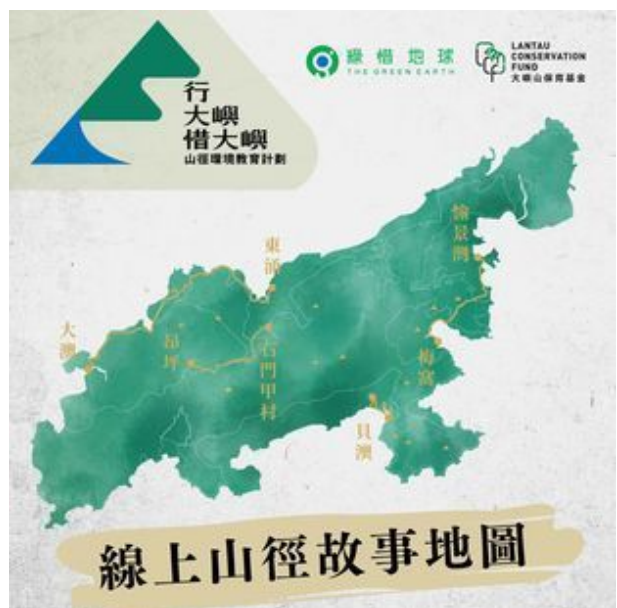 行
大嶼
惜大嶼
山徑環境教育計劃
綠惜地球
THE GREEN EARTH
LANTAU
CONSERVATION
FUND
大嶼山保育基金
愉景灣
東涌
大澳
昂坪
石門甲村
梅窩
貝澳
線上山徑故事地圖